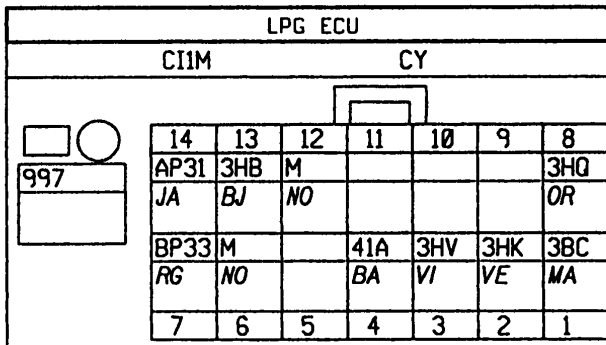 LPG ECU
CI1M CY
14 13 12 11 10 9 8
997 AP31 3HB M 3HQ
JA BJ NO OR
BP33 M 41A 3HV 3HK 3BC
RG NO BA VI VE MA
7 6 5 4 3 2 1